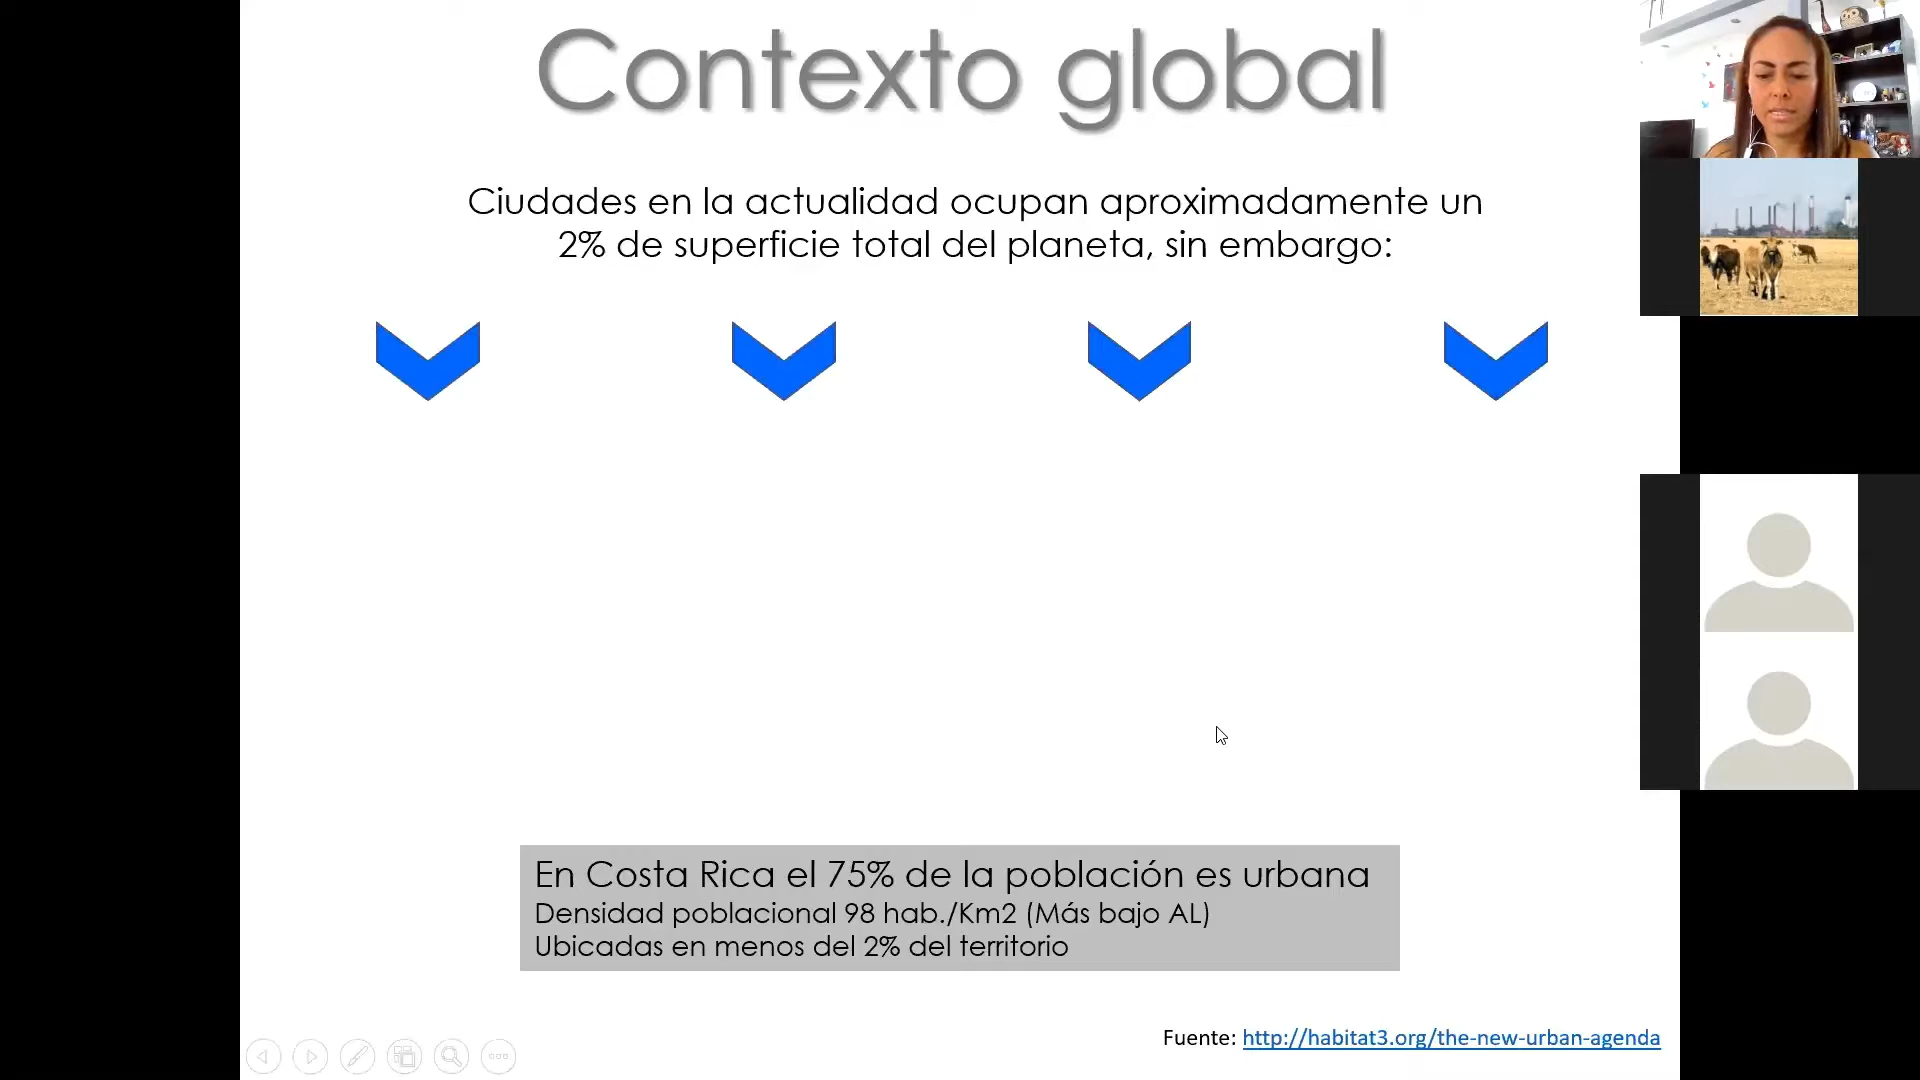 Contexto global
Ciudades en la actualidad ocupan aproximadamente un
2% de superficie total del planeta, sin embargo:
En Costa Rica el 75% de la población es urbana
Densidad poblacional 98 hab./Km2 (Más bajo AL)
Ubicadas en menos del 2% del territorio
Fuente: http://habitat3.org/the-new-urban-agenda